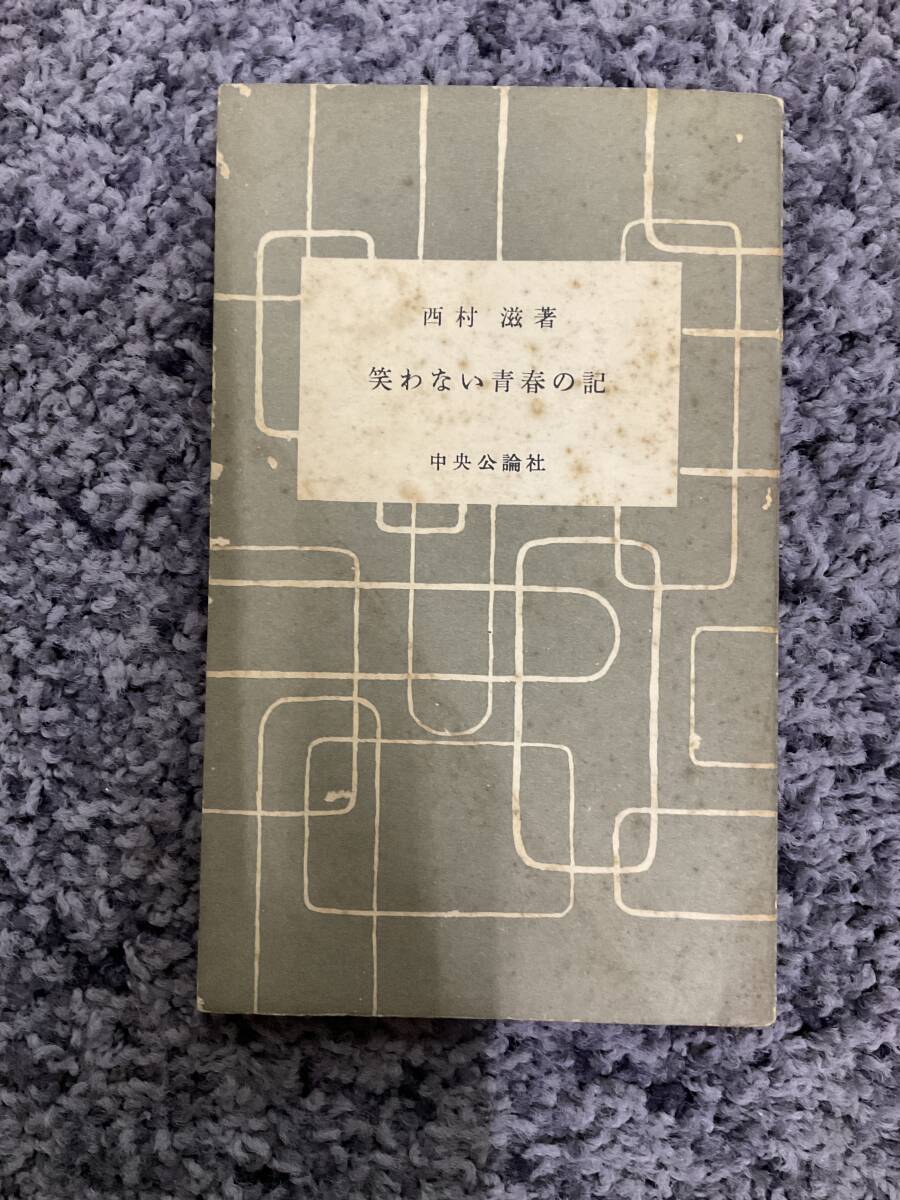 西村 滋著
笑わない青春の記
中央公論社